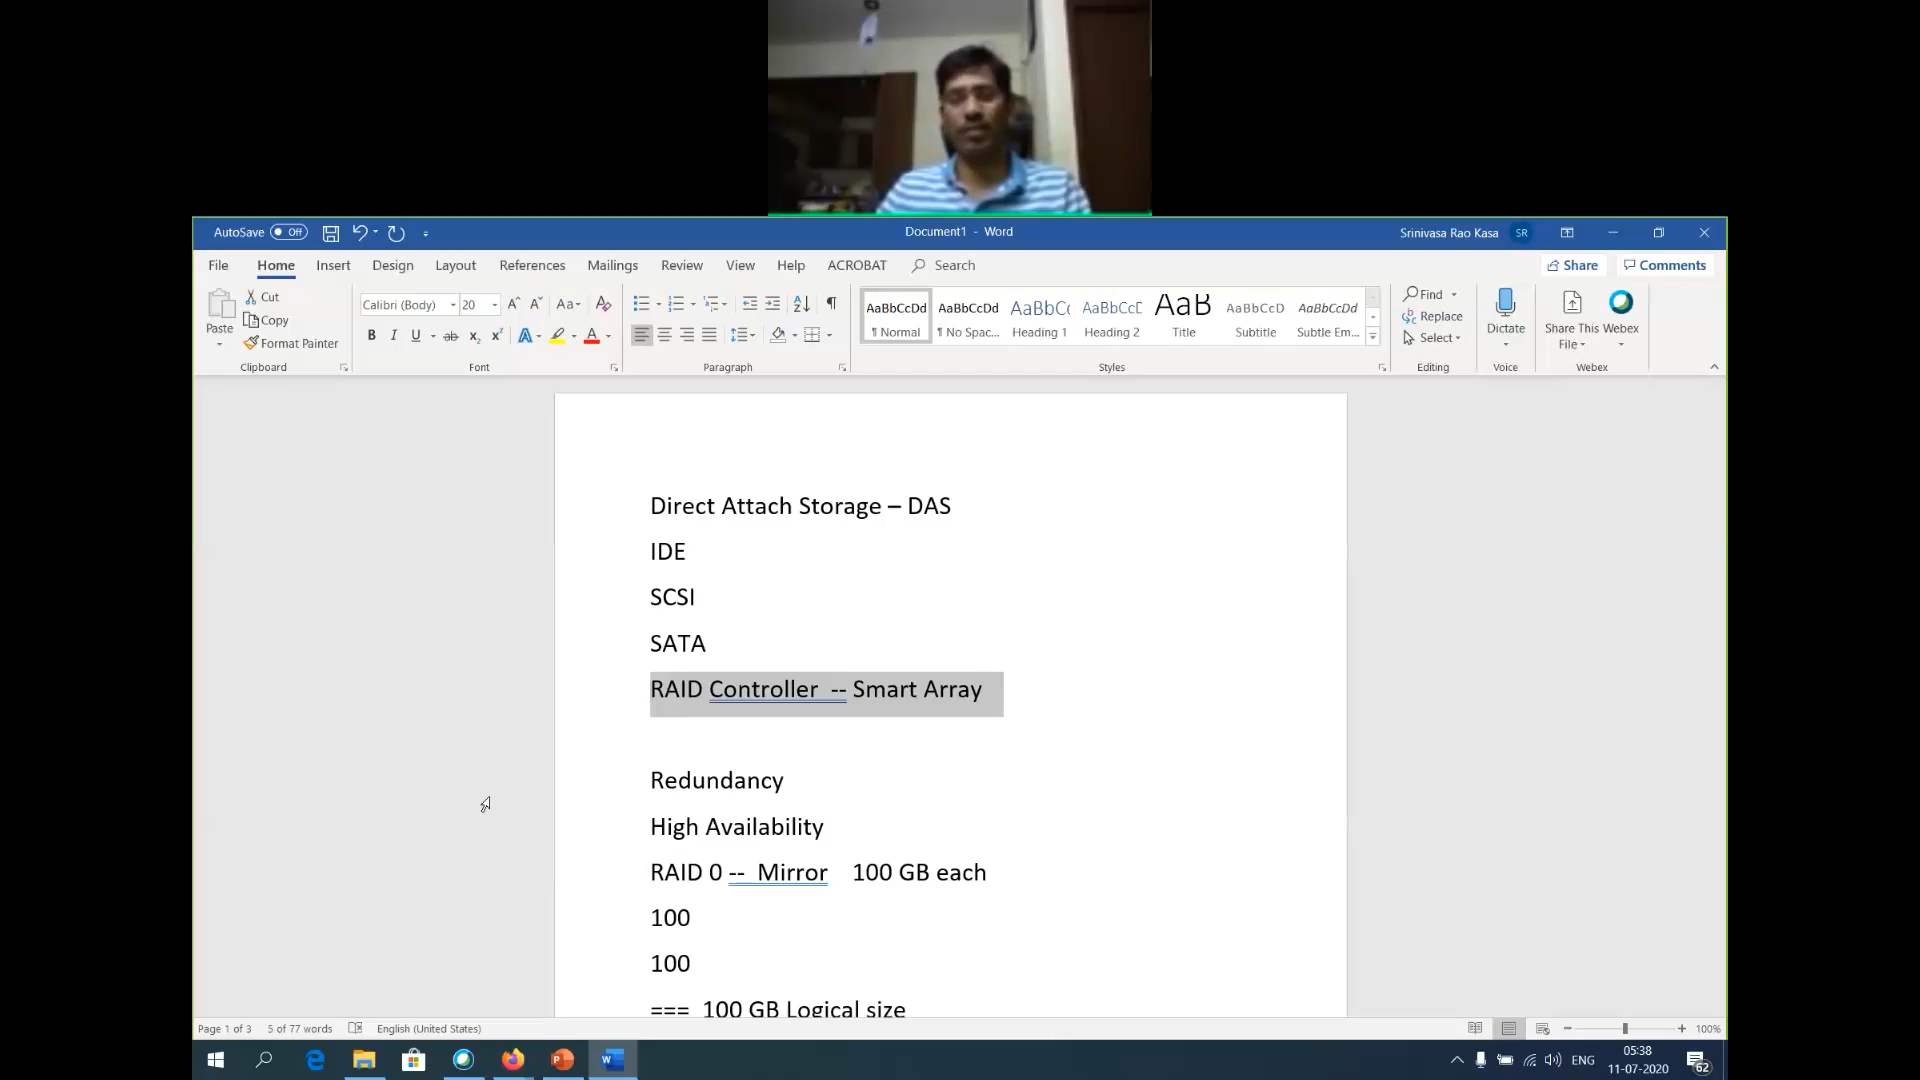 AutoSave Off
Document1 - Word
Srinivasa Rao Kasa SR
File Home Insert Design Layout References Mailings Review View Help ACROBAT Search
Share Comments
Paste
Cut
Copy
Format Painter
Clipboard
Calibri (Body) 20
Font
Paragraph
AaBbCcDd AaBbCcDd AaBbC AaBbCcE AaB AaBbCcD AaBbCcDd
¶ Normal ¶ No Spac... Heading 1 Heading 2 Title Subtitle Subtle Em...
Styles
Find
Replace
Select
Editing
Dictate
Voice
Share This File
Webex
Webex
Direct Attach Storage – DAS
IDE
SCSI
SATA
RAID Controller -- Smart Array
Redundancy
High Availability
RAID 0 -- Mirror 100 GB each
100
100
=== 100 GB Logical size
Page 1 of 3 5 of 77 words English (United States)
100%
ENG
05:38
11-07-2020
62